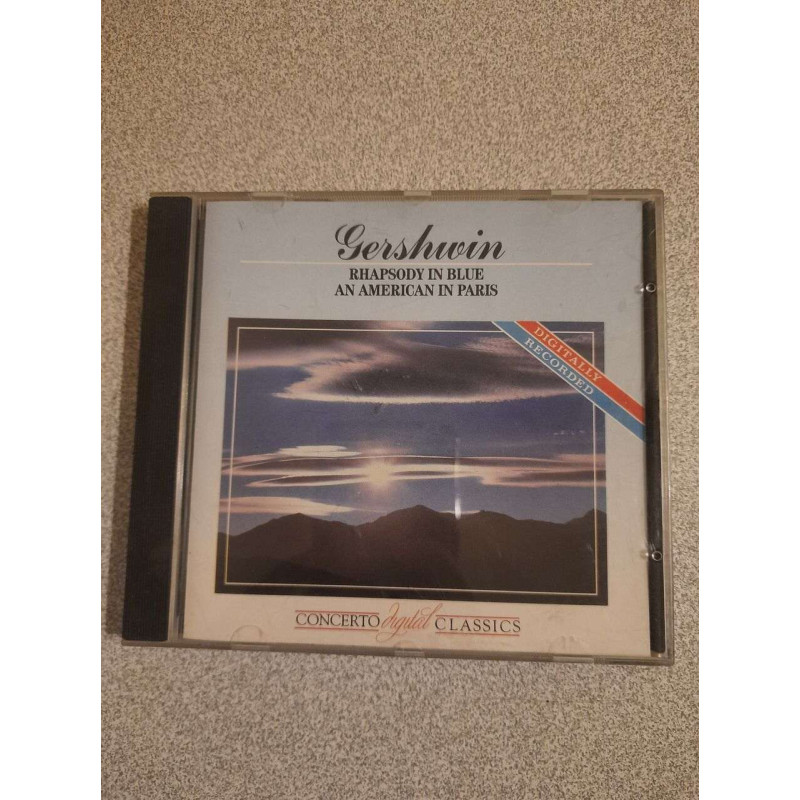 Gershwin
RHAPSODY IN BLUE
AN AMERICAN IN PARIS
DIGITALLY
RECORDED
CONCERTO digital CLASSICS